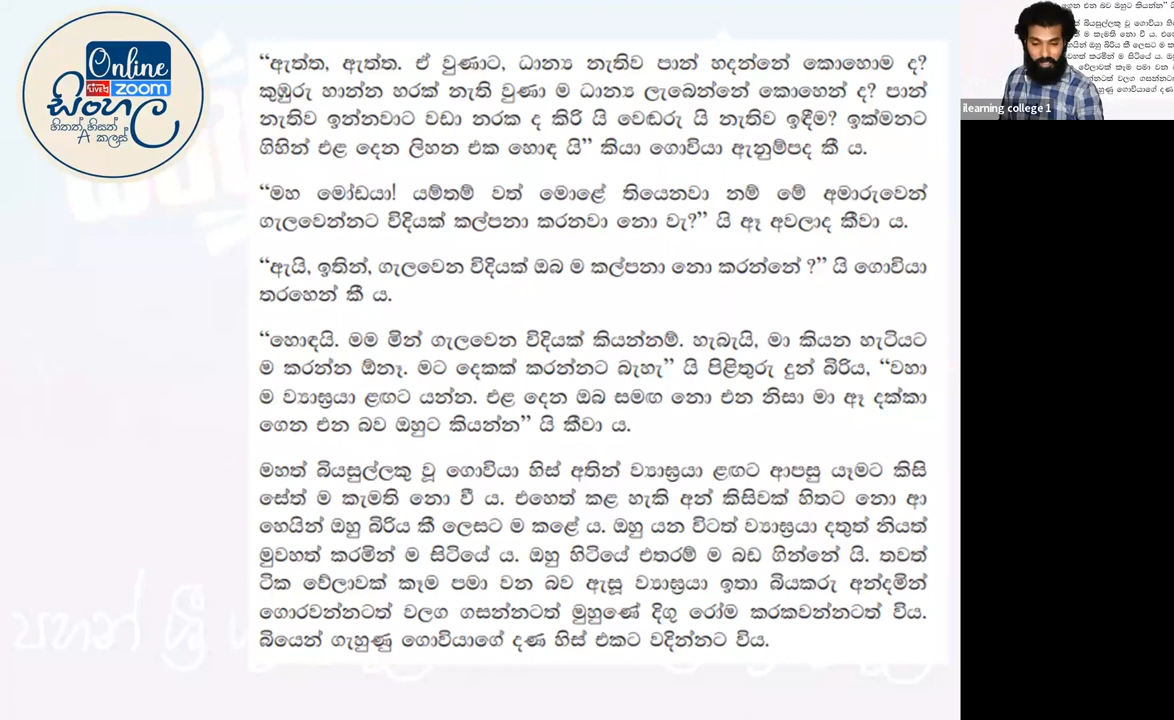 Online
LIVE
zoom
සිංහල
හිතත් හිසත්
A කලාස්
“ඇත්ත, ඇත්ත. ඒ වුණාට, ධාන්‍ය නැතිව පාන් හදන්නේ කොහොම ද?
කුඹුරු හාන්න හරක් නැති වුණා ම ධාන්‍ය ලැබෙන්නේ කොහෙන් ද? පාන්
නැතිව ඉන්නවාට වඩා නරක ද කිරි යි වෙඬරු යි නැතිව ඉඳීම? ඉක්මනට
ගිහින් එළ දෙන ලිහන එක හොඳ යි” කියා ගොවියා ඇනුම්පද කී ය.
“මහ මෝඩයා! යම්තම් වත් මොළේ තියෙනවා නම් මේ අමාරුවෙන්
ගැලවෙන්නට විදියක් කල්පනා කරනවා නො වැ?” යි ඈ අවලාද කීවා ය.
“ඇයි, ඉතින්, ගැලවෙන විදියක් ඔබ ම කල්පනා නො කරන්නේ ?” යි ගොවියා
තරහෙන් කී ය.
“හොඳයි. මම මින් ගැලවෙන විදියක් කියන්නම්. හැබැයි, මා කියන හැටියට
ම කරන්න ඕනෑ. මට දෙකක් කරන්නට බැහැ” යි පිළිතුරු දුන් බිරිය, “වහා
ම ව්‍යාඝ්‍රයා ළඟට යන්න. එළ දෙන ඔබ සමඟ නො එන නිසා මා ඈ දක්කා
ගෙන එන බව ඔහුට කියන්න” යි කීවා ය.
මහත් බියසුල්ලකු වූ ගොවියා හිස් අතින් ව්‍යාඝ්‍රයා ළඟට ආපසු යෑමට කිසි
සේත් ම කැමති නො වී ය. එහෙත් කළ හැකි අන් කිසිවක් හිතට නො ආ
හෙයින් ඔහු බිරිය කී ලෙසට ම කළේ ය. ඔහු යන විටත් ව්‍යාඝ්‍රයා දතුත් නියත්
මුවහත් කරමින් ම සිටියේ ය. ඔහු හිටියේ එතරම් ම බඩ ගින්නේ යි. තවත්
ටික වේලාවක් කෑම පමා වන බව ඇසූ ව්‍යාඝ්‍රයා ඉතා බියකරු අන්දමින්
ගොරවන්නටත් වලග ගසන්නටත් මුහුණේ දිගු රෝම කරකවන්නටත් විය.
බියෙන් ගැහුණු ගොවියාගේ දණ හිස් එකට වදින්නට විය.
පහන් ශ්‍රී
ilearning college 1